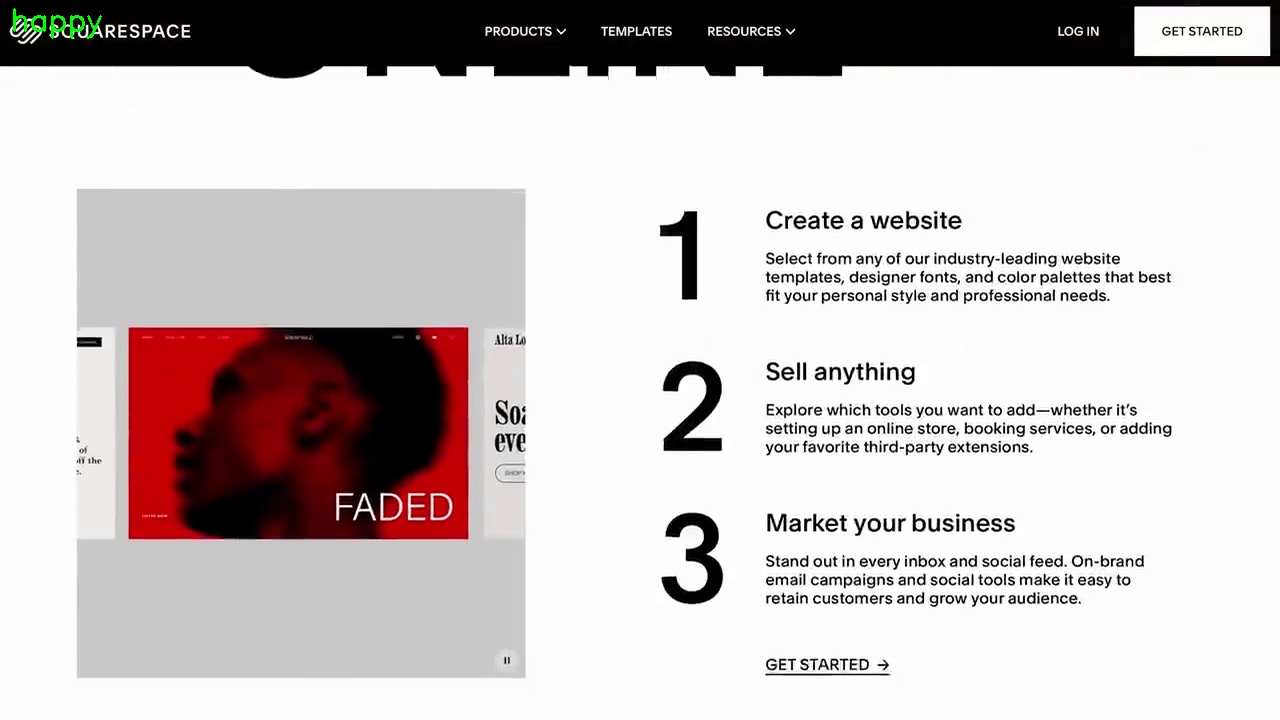 happy
SQUARESPACE
PRODUCTS
TEMPLATES
RESOURCES
LOG IN
GET STARTED
Create a website
1
Select from any of our industry-leading website
templates, designer fonts, and color palettes that best
fit your personal style and professional needs.
Sell anything
2
Explore which tools you want to add—whether it's
setting up an online store, booking services, or adding
your favorite third-party extensions.
Market your business
3
Stand out in every inbox and social feed. On-brand
email campaigns and social tools make it easy to
retain customers and grow your audience.
GET STARTED →
FADED
Alta Lo
Soa
eve
of
off the